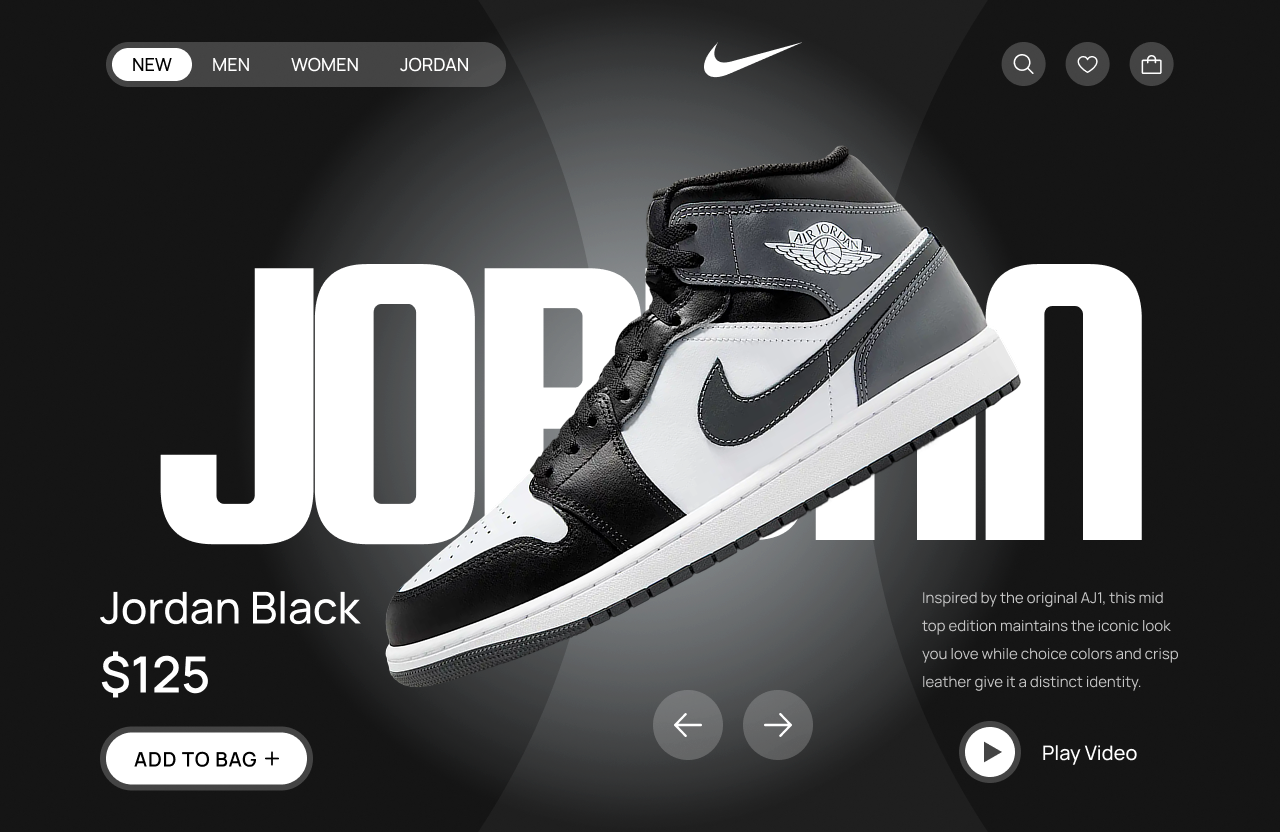 NEW MEN WOMEN JORDAN
AIR JORDAN
JORDAN
Jordan Black
$125
ADD TO BAG +
Inspired by the original AJ1, this mid
top edition maintains the iconic look
you love while choice colors and crisp
leather give it a distinct identity.
Play Video